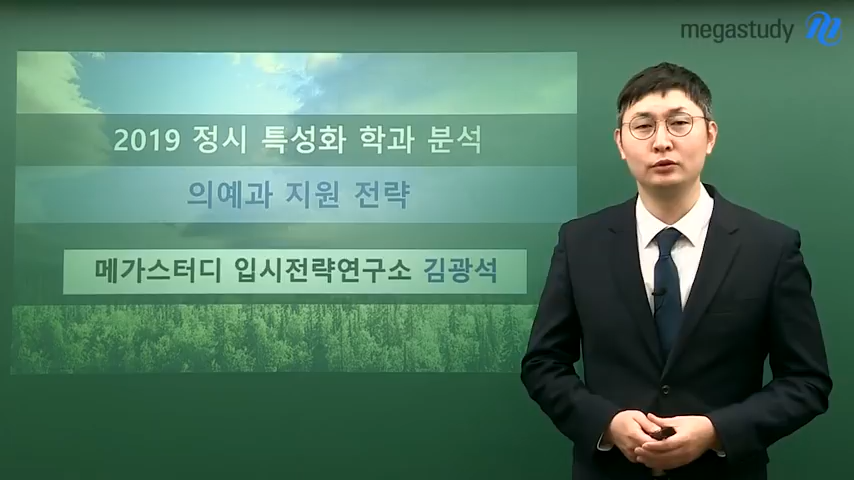 megastudy
2019 정시 특성화 학과 분석
의예과 지원 전략
메가스터디 입시전략연구소 김광석